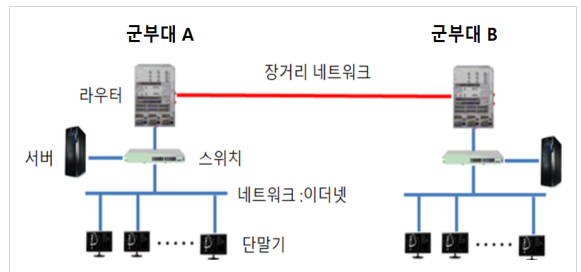 군부대 A
군부대 B
장거리 네트워크
라우터
서버
스위치
네트워크 :이더넷
단말기